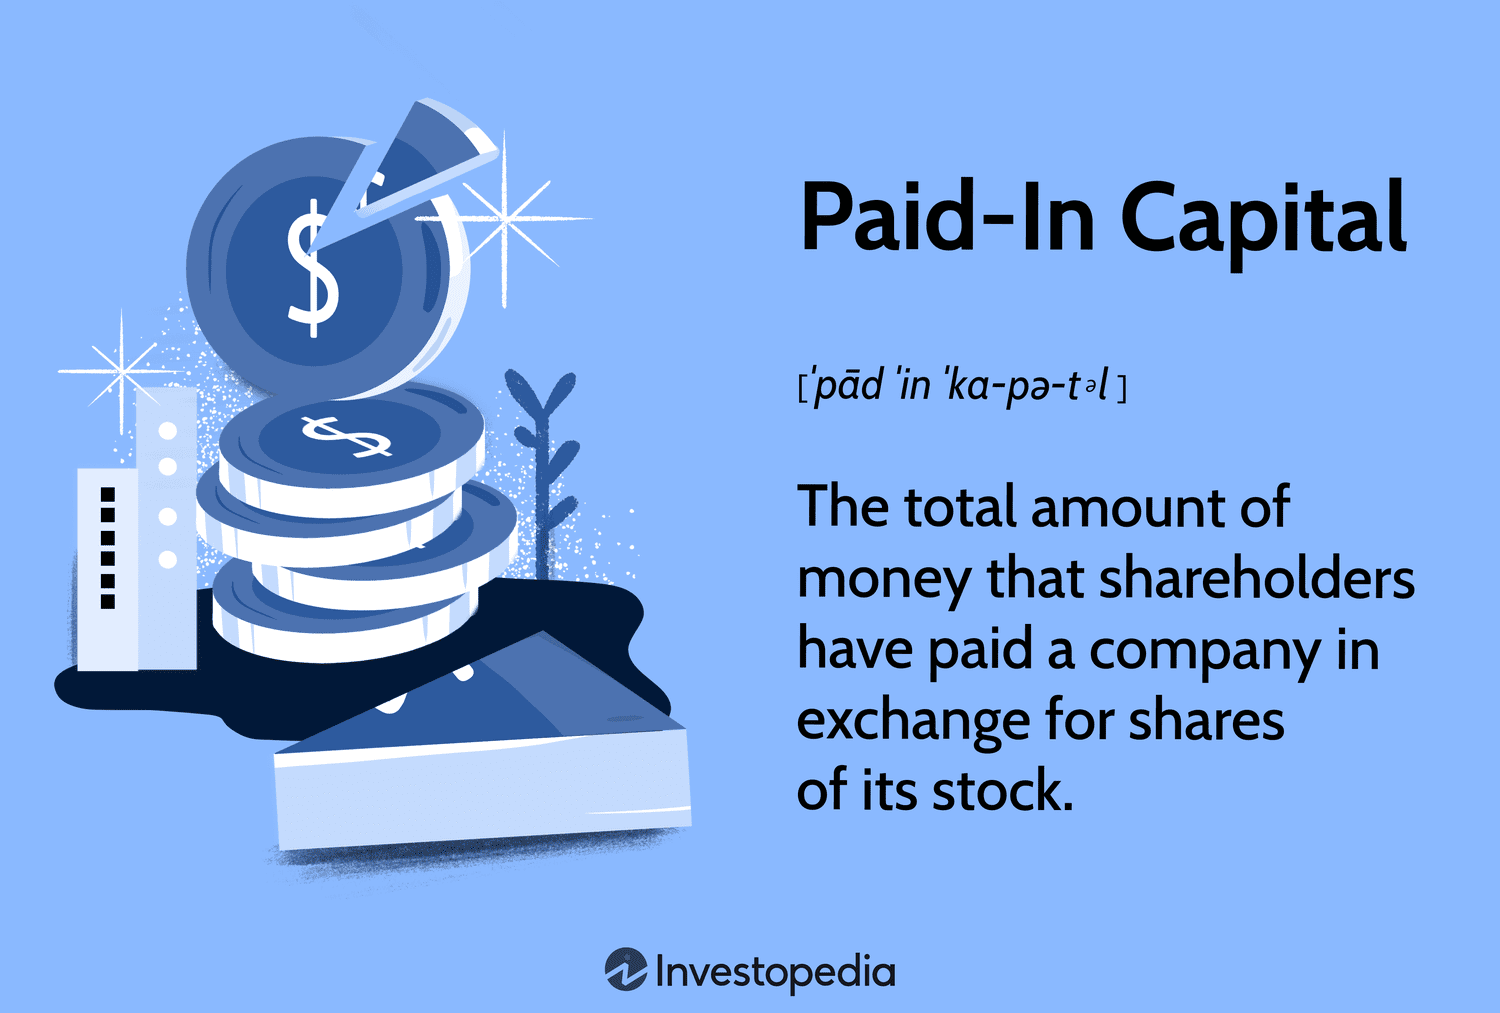 Paid-In Capital
[ˈpād ˈin ˈka-pə-tᵊl ]
The total amount of
money that shareholders
have paid a company in
exchange for shares
of its stock.
Investopedia
$
$